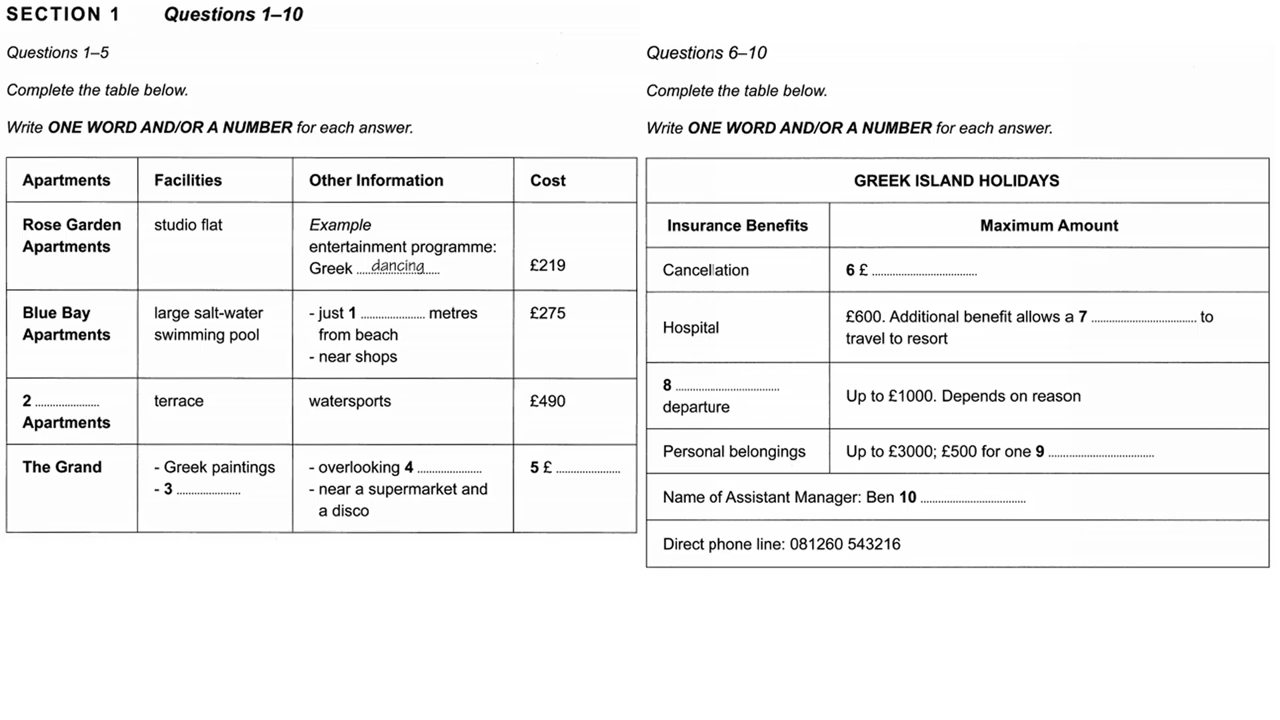 SECTION 1 Questions 1–10
Questions 1–5
Complete the table below.
Write ONE WORD AND/OR A NUMBER for each answer.
Apartments Facilities Other Information Cost
Rose Garden Apartments
studio flat
Example
entertainment programme:
Greek ....dancing....
£219
Blue Bay Apartments
large salt-water
swimming pool
- just 1 ...................... metres
from beach
- near shops
£275
2 ......................
Apartments
terrace
watersports
£490
The Grand
- Greek paintings
- 3 ......................
- overlooking 4 ......................
- near a supermarket and
a disco
5 £ ......................
Questions 6–10
Complete the table below.
Write ONE WORD AND/OR A NUMBER for each answer.
GREEK ISLAND HOLIDAYS
Insurance Benefits Maximum Amount
Cancellation 6 £ ....................................
Hospital
£600. Additional benefit allows a 7 .................................... to
travel to resort
8 ....................................
departure
Up to £1000. Depends on reason
Personal belongings Up to £3000; £500 for one 9 ....................................
Name of Assistant Manager: Ben 10 ....................................
Direct phone line: 081260 543216